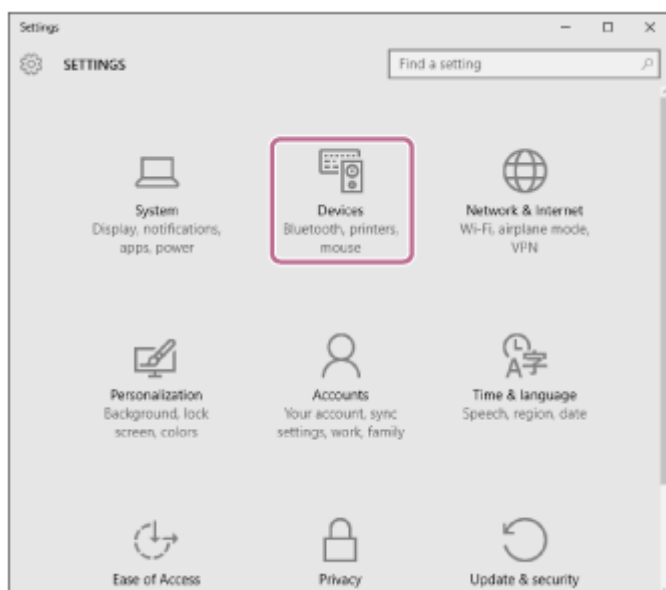 Settings
SETTINGS
Find a setting
System
Display, notifications,
apps, power
Devices
Bluetooth, printers,
mouse
Network & Internet
Wi-Fi, airplane mode,
VPN
Personalization
Background, lock
screen, colors
Accounts
Your account, sync
settings, work, family
Time & language
Speech, region, date
Ease of Access
Privacy
Update & security